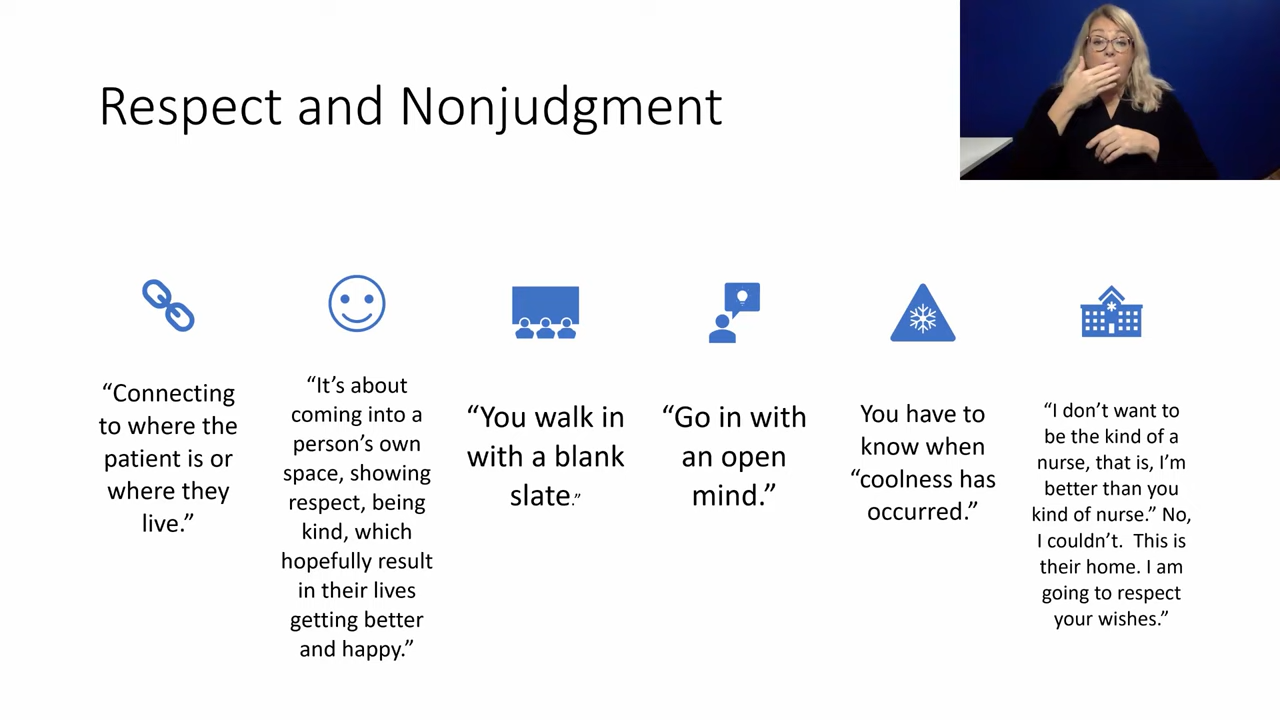 Respect and Nonjudgment
“Connecting
to where the
patient is or
where they
live.”
“It’s about
coming into a
person’s own
space, showing
respect, being
kind, which
hopefully result
in their lives
getting better
and happy.”
“You walk in
with a blank
slate.”
“Go in with
an open
mind.”
You have to
know when
“coolness has
occurred.”
“I don’t want to
be the kind of a
nurse, that is, I’m
better than you
kind of nurse.” No,
I couldn’t.  This is
their home. I am
going to respect
your wishes.”